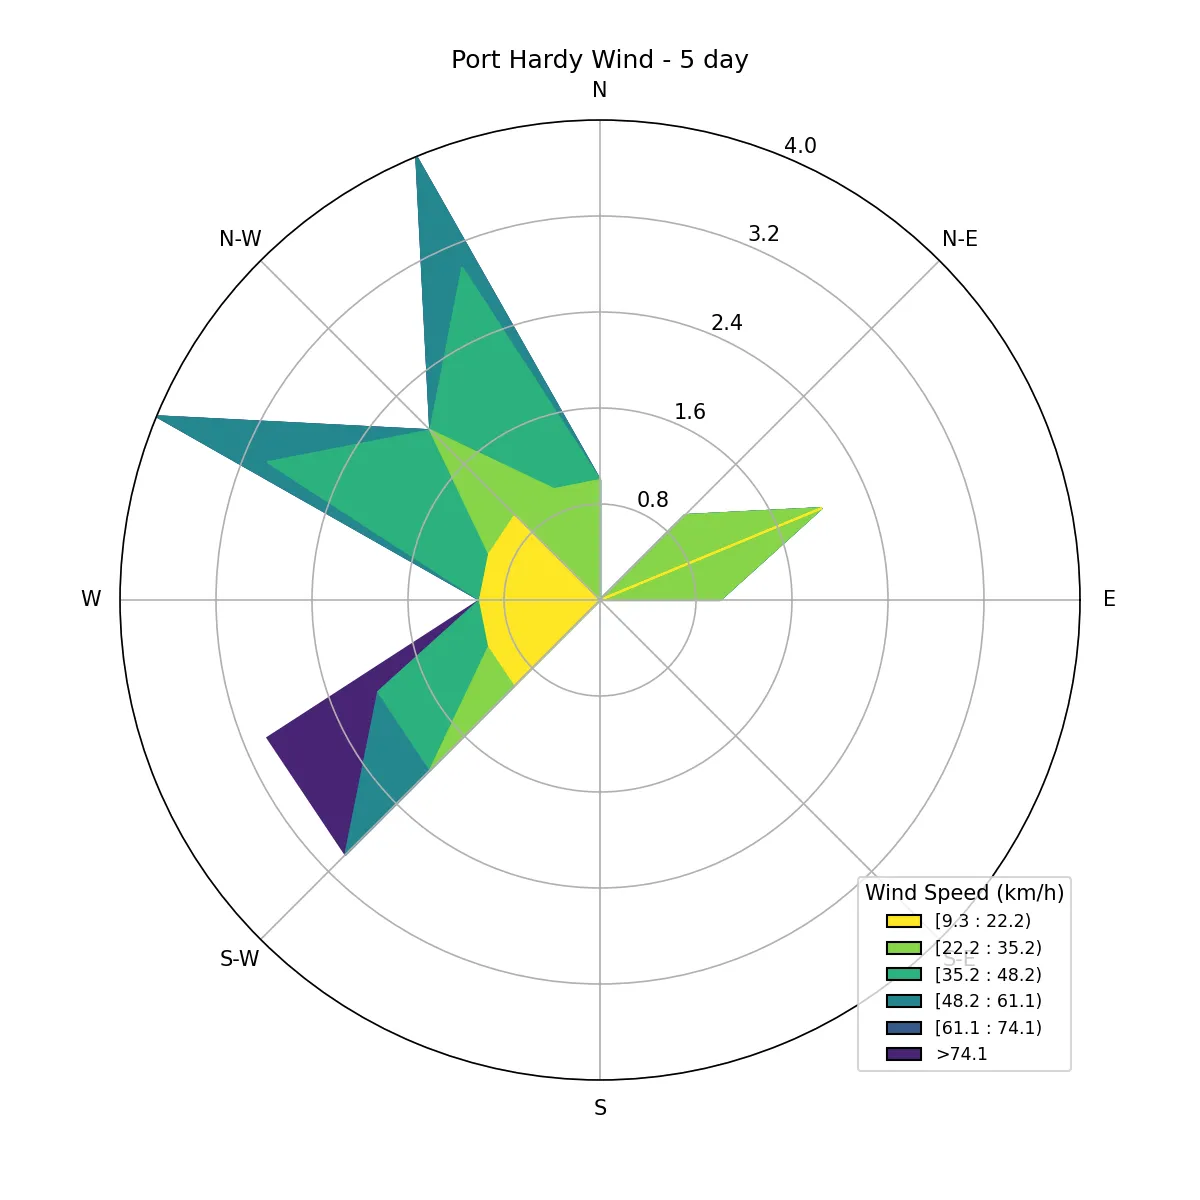 Port Hardy Wind - 5 day
N
4.0
N-W
N-E
3.2
2.4
1.6
0.8
W
E
S-W
S-E
S
Wind Speed (km/h)
[9.3 : 22.2)
[22.2 : 35.2)
[35.2 : 48.2)
[48.2 : 61.1)
[61.1 : 74.1)
>74.1